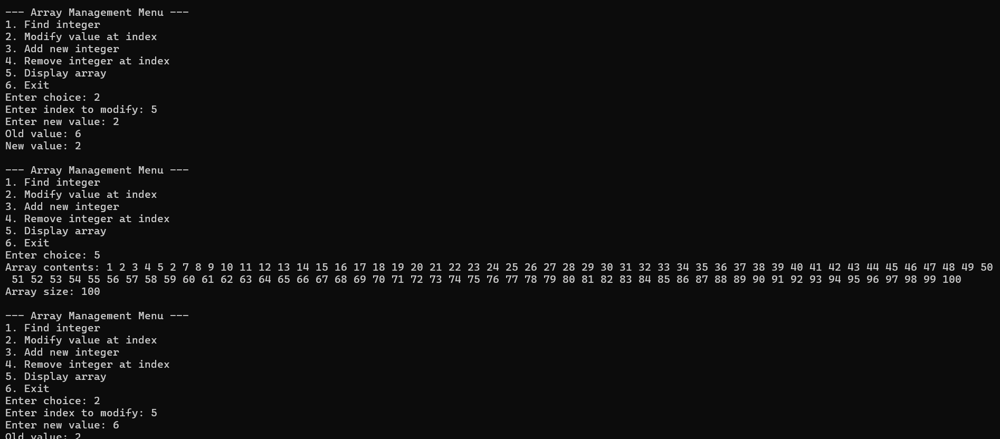 --- Array Management Menu ---
1. Find integer
2. Modify value at index
3. Add new integer
4. Remove integer at index
5. Display array
6. Exit
Enter choice: 2
Enter index to modify: 5
Enter new value: 2
Old value: 6
New value: 2
--- Array Management Menu ---
1. Find integer
2. Modify value at index
3. Add new integer
4. Remove integer at index
5. Display array
6. Exit
Enter choice: 5
Array contents: 1 2 3 4 5 2 7 8 9 10 11 12 13 14 15 16 17 18 19 20 21 22 23 24 25 26 27 28 29 30 31 32 33 34 35 36 37 38 39 40 41 42 43 44 45 46 47 48 49 50
51 52 53 54 55 56 57 58 59 60 61 62 63 64 65 66 67 68 69 70 71 72 73 74 75 76 77 78 79 80 81 82 83 84 85 86 87 88 89 90 91 92 93 94 95 96 97 98 99 100
Array size: 100
--- Array Management Menu ---
1. Find integer
2. Modify value at index
3. Add new integer
4. Remove integer at index
5. Display array
6. Exit
Enter choice: 2
Enter index to modify: 5
Enter new value: 6
Old value: 2